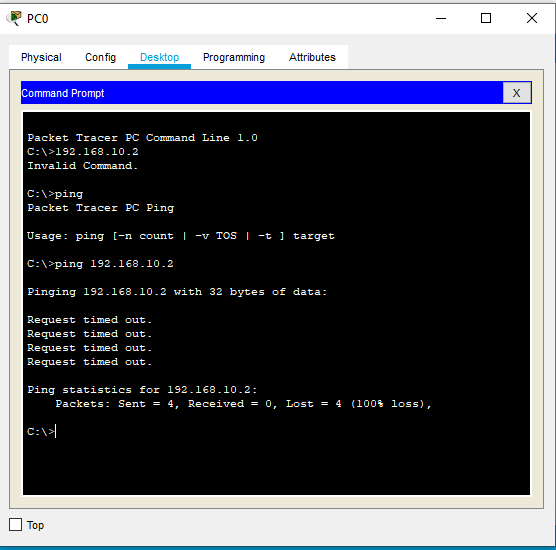 PC0
Physical Config Desktop Programming Attributes
Command Prompt
X
Packet Tracer PC Command Line 1.0
C:\>192.168.10.2
Invalid Command.
C:\>ping
Packet Tracer PC Ping
Usage: ping [-n count | -v TOS | -t ] target
C:\>ping 192.168.10.2
Pinging 192.168.10.2 with 32 bytes of data:
Request timed out.
Request timed out.
Request timed out.
Request timed out.
Ping statistics for 192.168.10.2:
Packets: Sent = 4, Received = 0, Lost = 4 (100% loss),
C:\>
Top